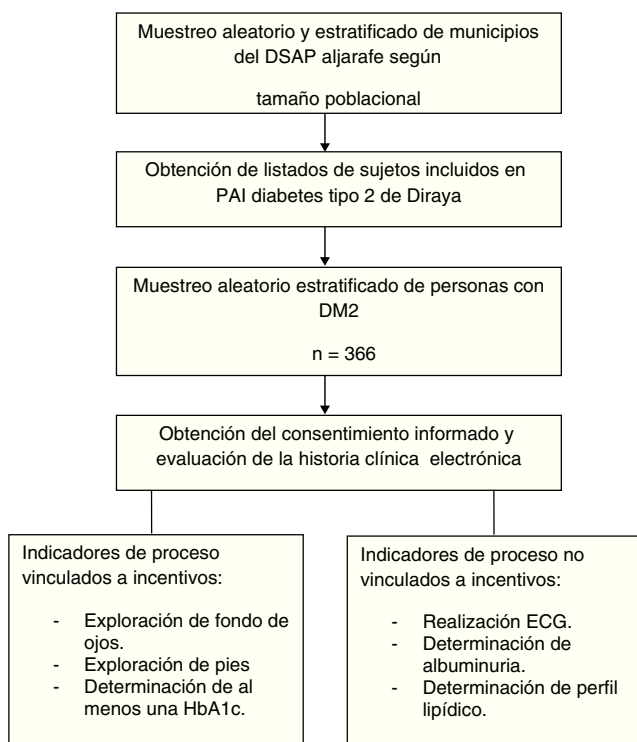 Muestreo aleatorio y estratificado de municipios
del DSAP aljarafe según
tamaño poblacional
Obtención de listados de sujetos incluidos en
PAI diabetes tipo 2 de Diraya
Muestreo aleatorio estratificado de personas con
DM2
n = 366
Obtención del consentimiento informado y
evaluación de la historia clínica electrónica
Indicadores de proceso
vinculados a incentivos:
- Exploración de fondo de
ojos.
- Exploración de pies
- Determinación de al
menos una HbA1c.
Indicadores de proceso no
vinculados a incentivos:
- Realización ECG.
- Determinación de
albuminuria.
- Determinación de perfil
lipídico.